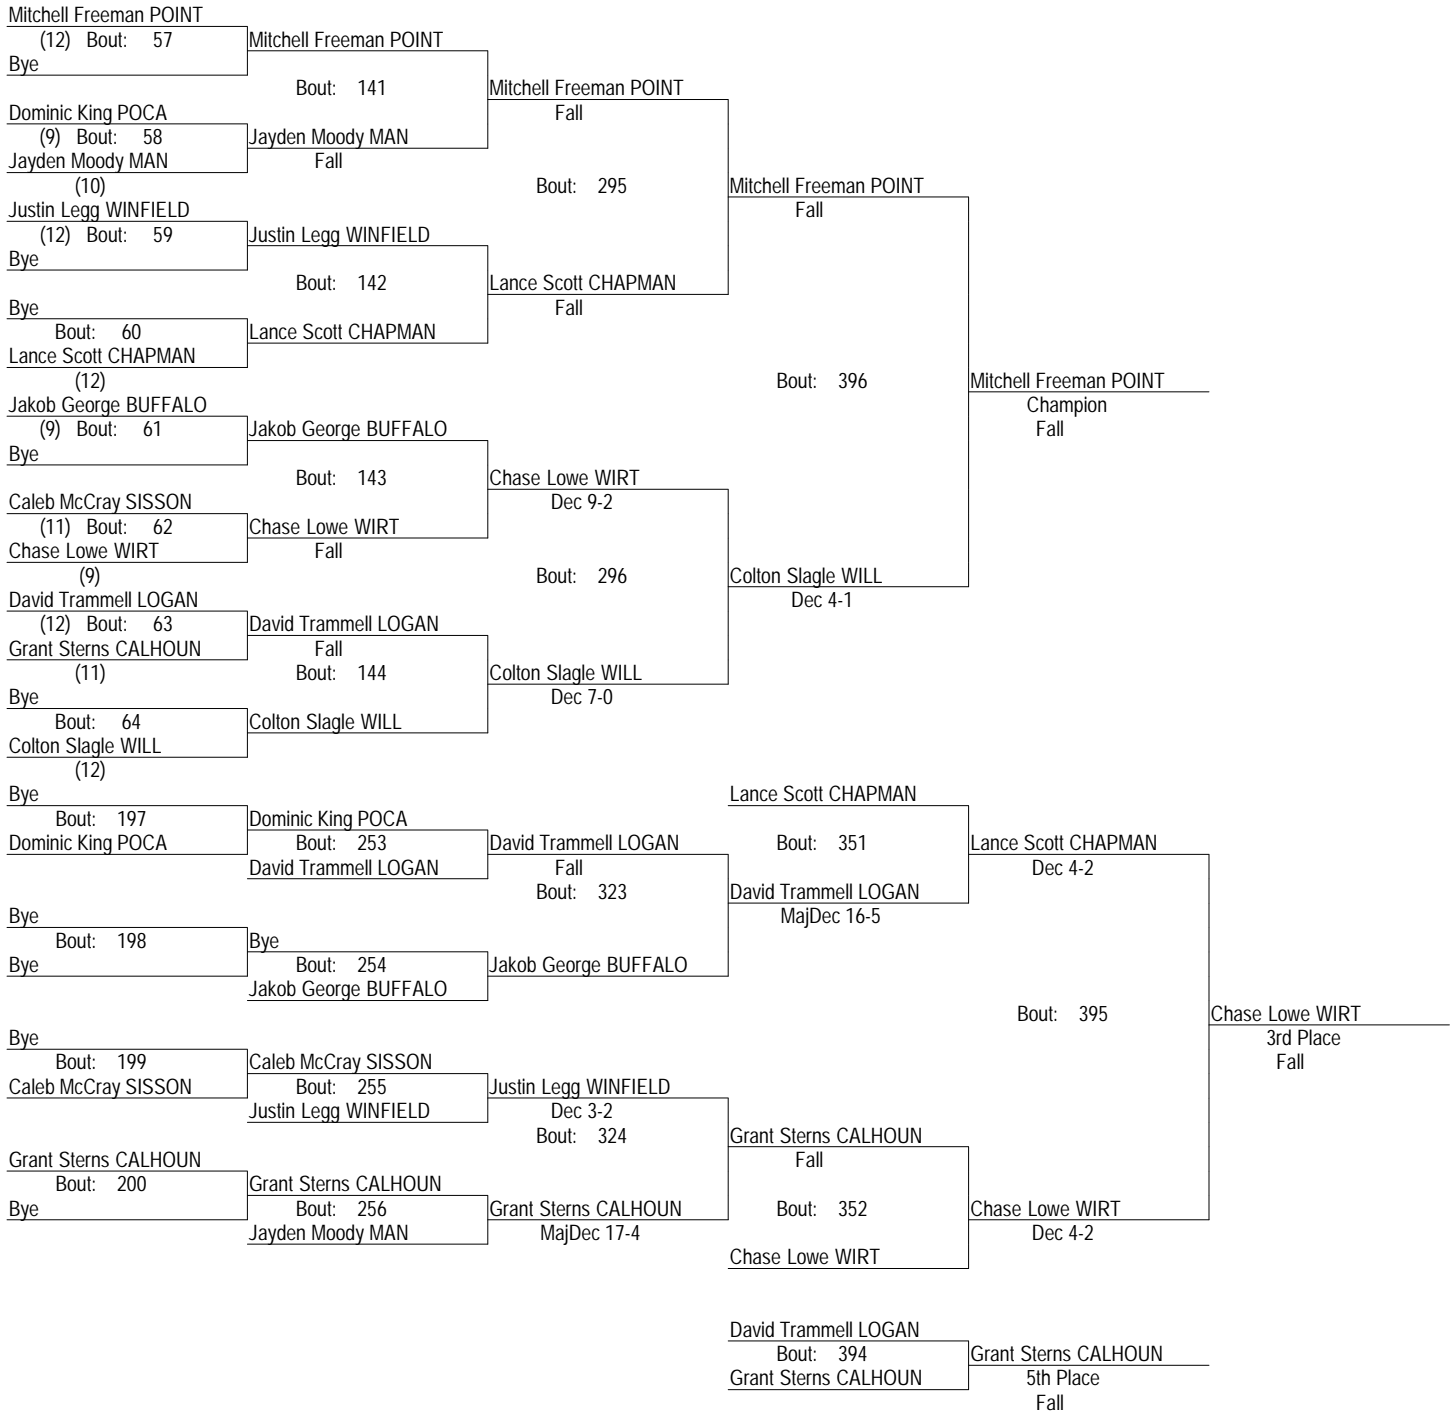 Mitchell Freeman POINT
(12) Bout: 57 Mitchell Freeman POINT
Bye
Bout: 141 Mitchell Freeman POINT
Dominic King POCA Fall
(9) Bout: 58 Jayden Moody MAN
Jayden Moody MAN Fall
(10) Bout: 295 Mitchell Freeman POINT
Justin Legg WINFIELD Fall
(12) Bout: 59 Justin Legg WINFIELD
Bye
Bout: 142 Lance Scott CHAPMAN
Bye Fall
Bout: 60 Lance Scott CHAPMAN
Lance Scott CHAPMAN
(12) Bout: 396 Mitchell Freeman POINT
Jakob George BUFFALO Champion
(9) Bout: 61 Jakob George BUFFALO Fall
Bye
Bout: 143 Chase Lowe WIRT
Caleb McCray SISSON Dec 9-2
(11) Bout: 62 Chase Lowe WIRT
Chase Lowe WIRT Fall
(9) Bout: 296 Colton Slagle WILL
David Trammell LOGAN Dec 4-1
(12) Bout: 63 David Trammell LOGAN
Grant Sterns CALHOUN Fall
(11) Bout: 144 Colton Slagle WILL
Bye Dec 7-0
Bout: 64 Colton Slagle WILL
Colton Slagle WILL
(12)
Bye Lance Scott CHAPMAN
Bout: 197 Dominic King POCA
Dominic King POCA Bout: 253 David Trammell LOGAN Bout: 351 Lance Scott CHAPMAN
David Trammell LOGAN Fall Dec 4-2
Bout: 323 David Trammell LOGAN
Bye MajDec 16-5
Bout: 198 Bye
Bye Bout: 254 Jakob George BUFFALO
Jakob George BUFFALO
Bout: 395 Chase Lowe WIRT
Bye 3rd Place
Bout: 199 Caleb McCray SISSON Fall
Caleb McCray SISSON Bout: 255 Justin Legg WINFIELD
Justin Legg WINFIELD Dec 3-2
Bout: 324 Grant Sterns CALHOUN
Grant Sterns CALHOUN Fall
Bout: 200 Grant Sterns CALHOUN
Bye Bout: 256 Grant Sterns CALHOUN Bout: 352 Chase Lowe WIRT
Jayden Moody MAN MajDec 17-4 Dec 4-2
Chase Lowe WIRT
David Trammell LOGAN
Bout: 394 Grant Sterns CALHOUN
Grant Sterns CALHOUN 5th Place
Fall